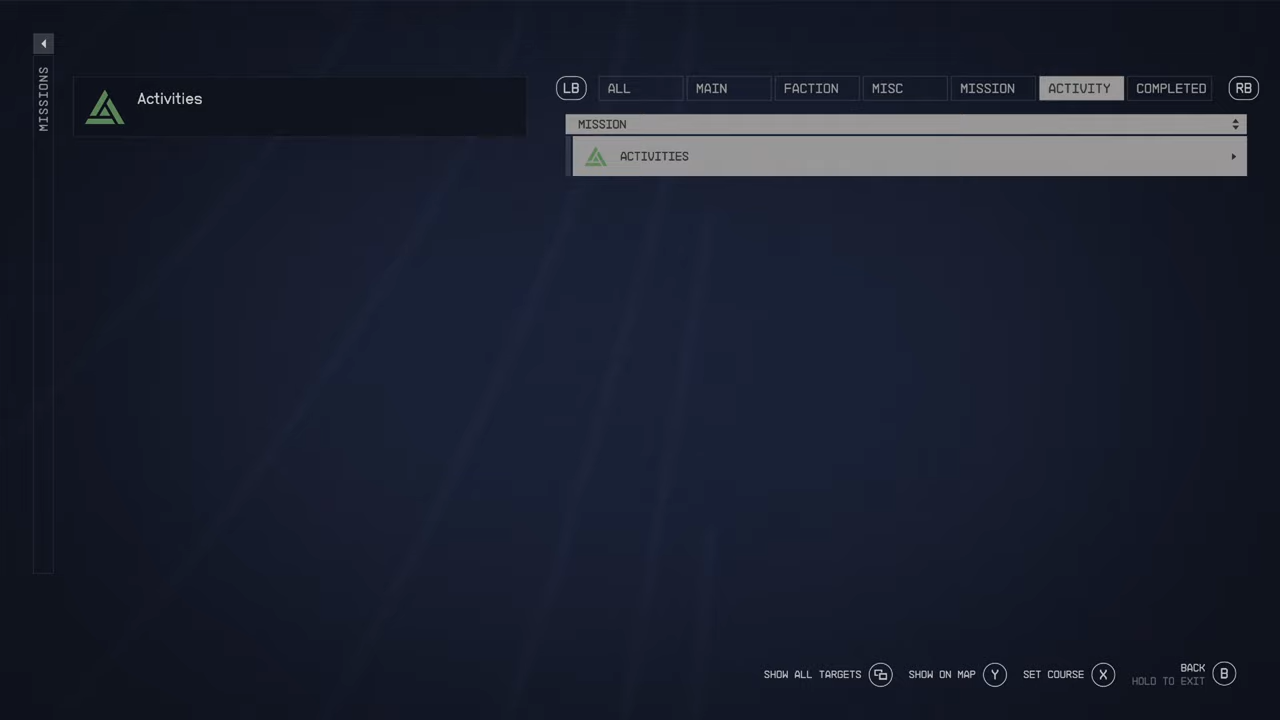 MISSIONS
Activities
LB ALL MAIN FACTION MISC MISSION ACTIVITY COMPLETED RB
MISSION
ACTIVITIES
SHOW ALL TARGETS SHOW ON MAP Y SET COURSE X BACK B
HOLD TO EXIT